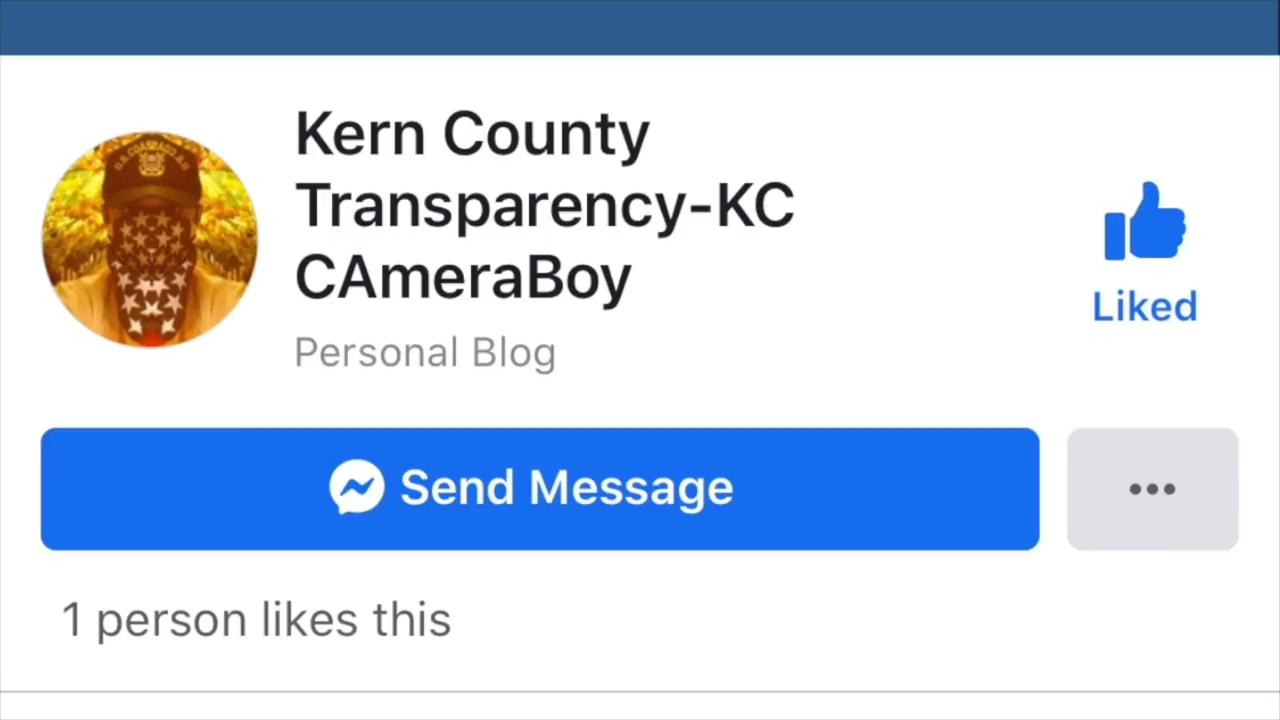 Kern County
Transparency-KC
CAmeraBoy
Personal Blog
Liked
Send Message
1 person likes this